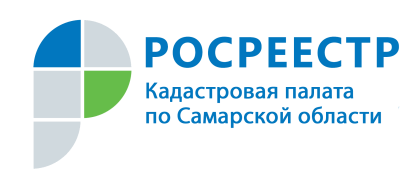 РОСРЕЕСТР
Кадастровая палата
по Самарской области